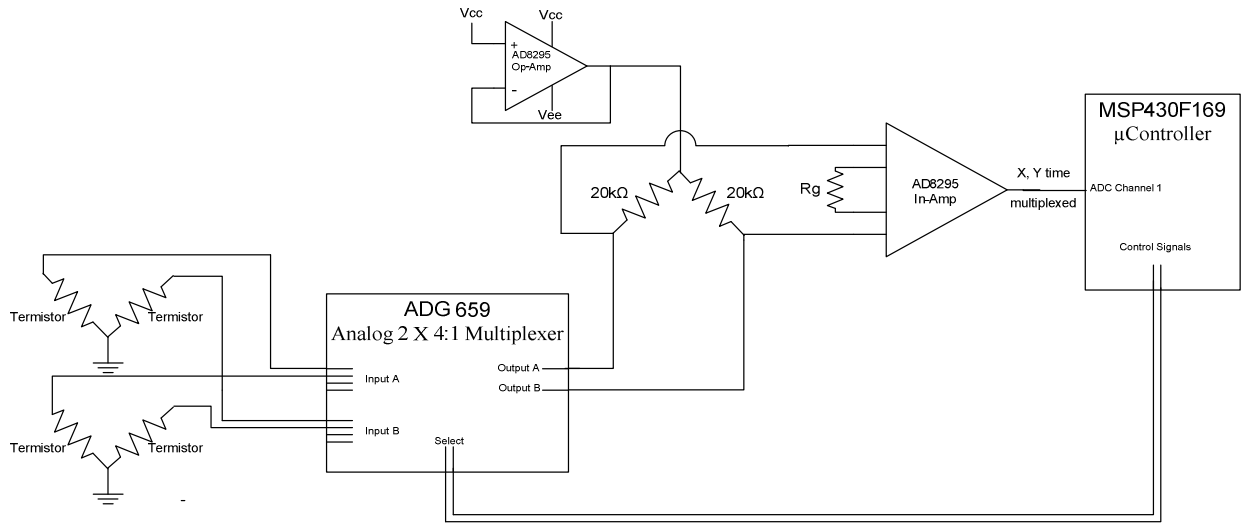 Vcc
Vcc
+
AD8295
Op-Amp
-
Vee
MSP430F169
µController
20kΩ
20kΩ
Rg
AD8295
In-Amp
X, Y time
multiplexed
ADC Channel 1
Control Signals
ADG 659
Analog 2 X 4:1 Multiplexer
Termistor
Termistor
Output A
Input A
Output B
Input B
Select
Termistor
Termistor
-